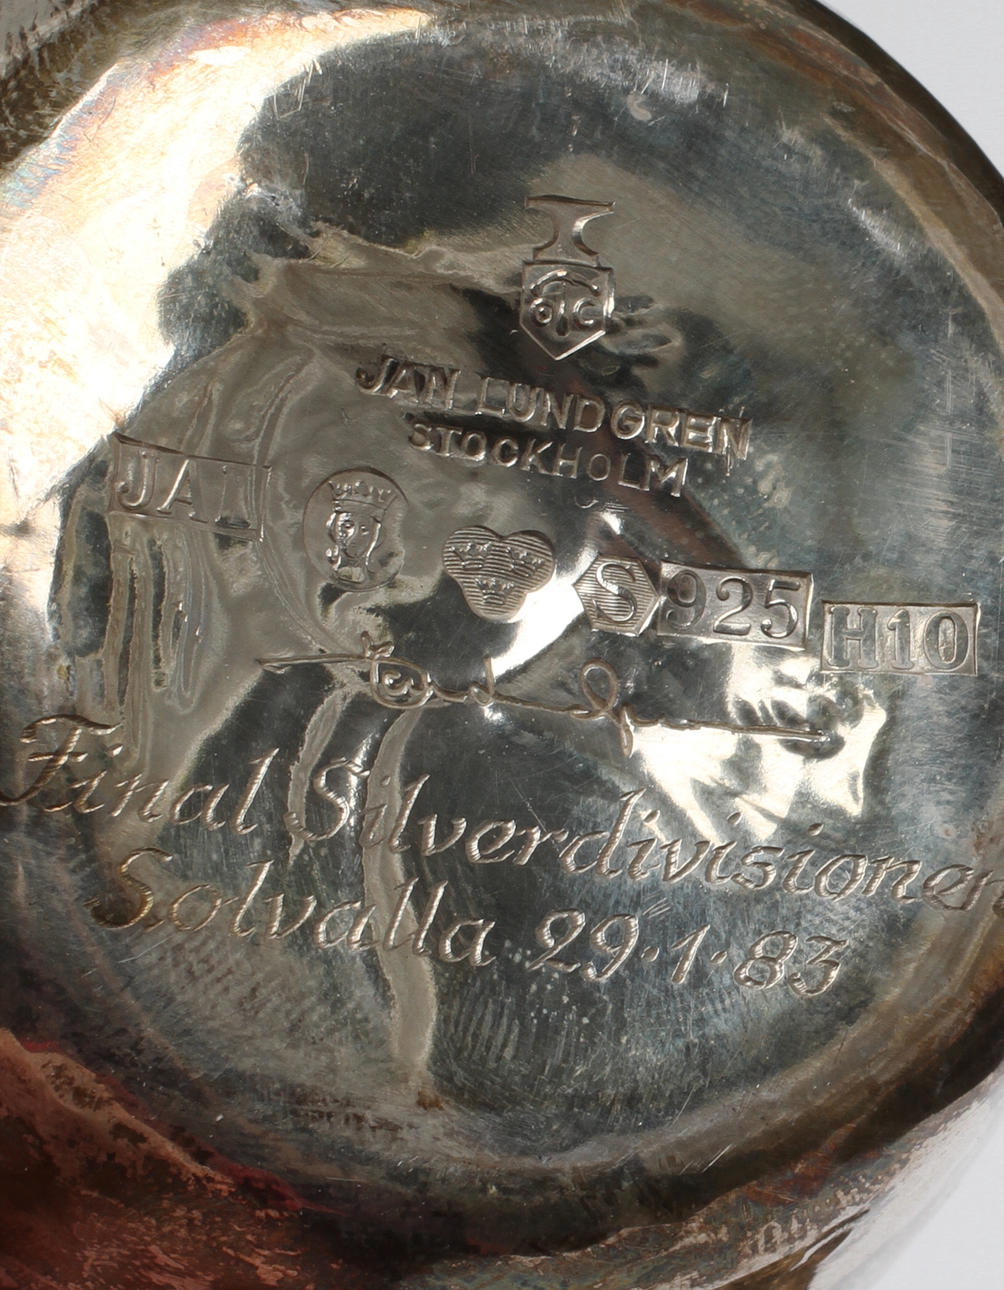 JAN LUNDGREN
STOCKHOLM
JAL S 925 H10
Final Silverdivisionen
Solvalla 29·1·83